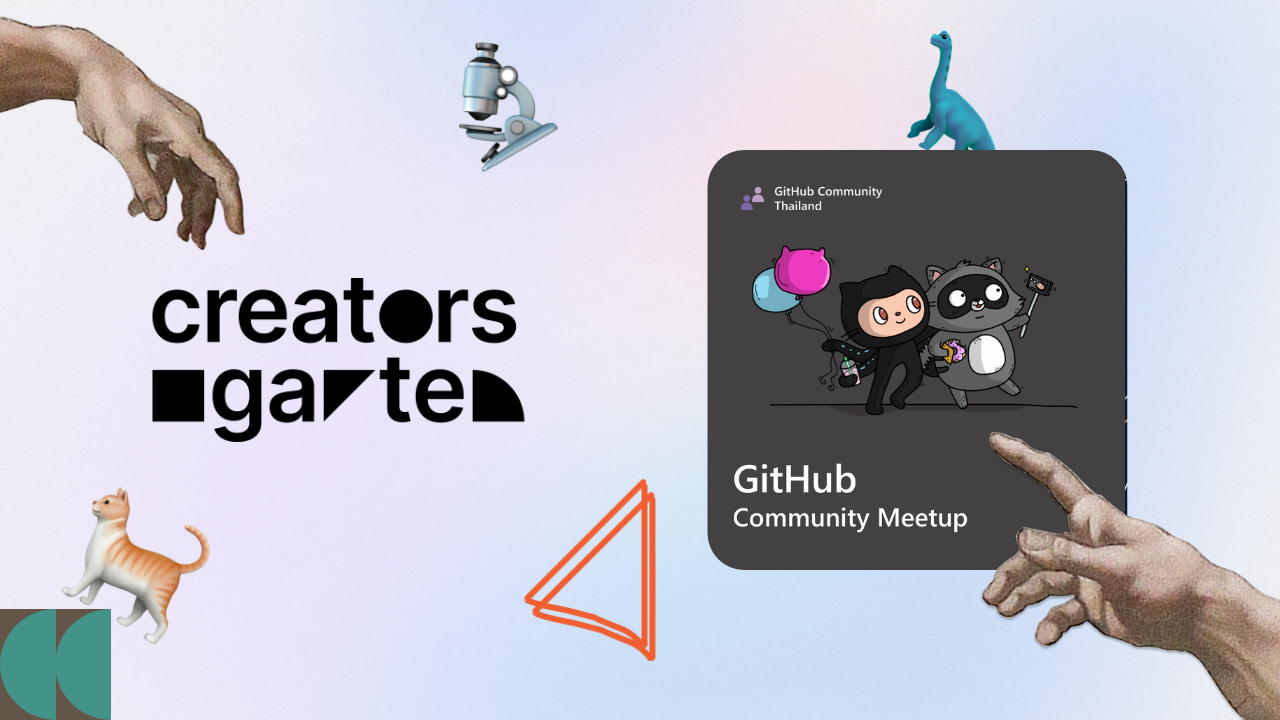 creators
garten
GitHub Community
Thailand
GitHub
Community Meetup